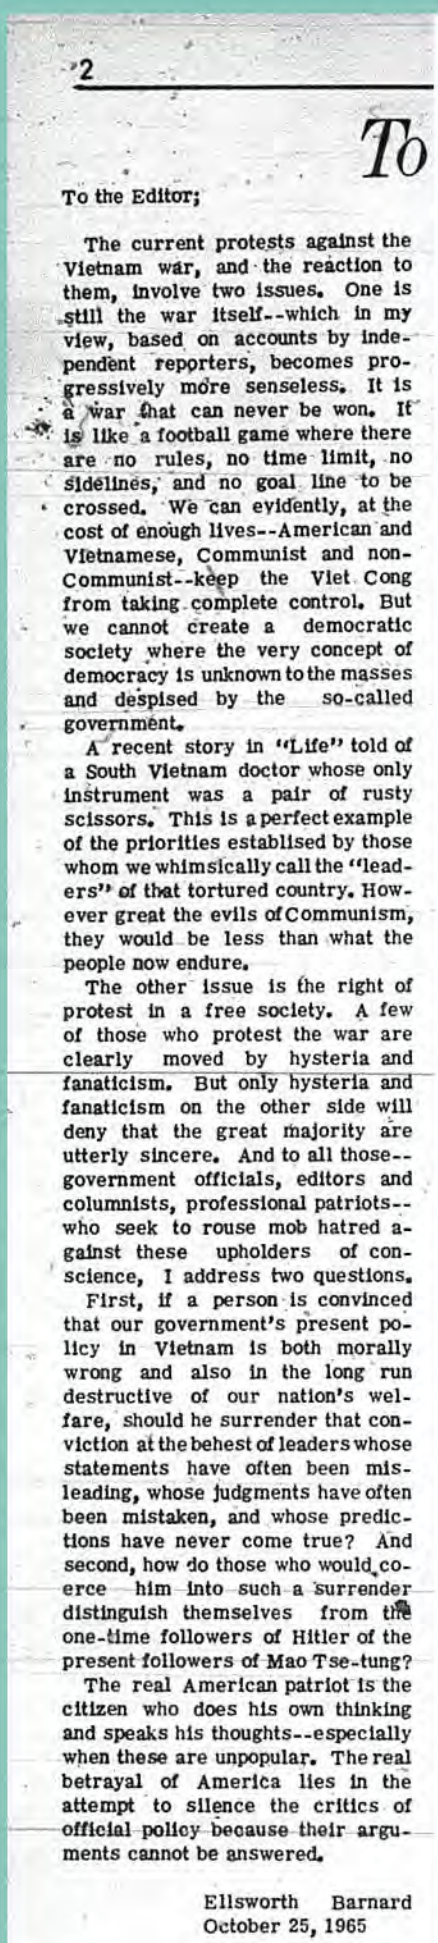 2
To
To the Editor;
The current protests against the
Vietnam war, and the reaction to
them, involve two issues. One is
still the war itself--which in my
view, based on accounts by inde-
pendent reporters, becomes pro-
gressively more senseless. It is
a war that can never be won. It
is like a football game where there
are no rules, no time limit, no
sidelines, and no goal line to be
crossed. We can evidently, at the
cost of enough lives--American and
Vietnamese, Communist and non-
Communist--keep the Viet Cong
from taking complete control. But
we cannot create a democratic
society where the very concept of
democracy is unknown to the masses
and despised by the so-called
government.
A recent story in "Life" told of
a South Vietnam doctor whose only
instrument was a pair of rusty
scissors. This is a perfect example
of the priorities establised by those
whom we whimsically call the "lead-
ers" of that tortured country. How-
ever great the evils of Communism,
they would be less than what the
people now endure.
The other issue is the right of
protest in a free society. A few
of those who protest the war are
clearly moved by hysteria and
fanaticism. But only hysteria and
fanaticism on the other side will
deny that the great majority are
utterly sincere. And to all those--
government officials, editors and
columnists, professional patriots--
who seek to rouse mob hatred a-
gainst these upholders of con-
science, I address two questions.
First, if a person is convinced
that our government's present po-
licy in Vietnam is both morally
wrong and also in the long run
destructive of our nation's wel-
fare, should he surrender that con-
viction at the behest of leaders whose
statements have often been mis-
leading, whose judgments have often
been mistaken, and whose predic-
tions have never come true? And
second, how do those who would co-
erce him into such a surrender
distinguish themselves from the
one-time followers of Hitler of the
present followers of Mao Tse-tung?
The real American patriot is the
citizen who does his own thinking
and speaks his thoughts--especially
when these are unpopular. The real
betrayal of America lies in the
attempt to silence the critics of
official policy because their argu-
ments cannot be answered.
Ellsworth Barnard
October 25, 1965